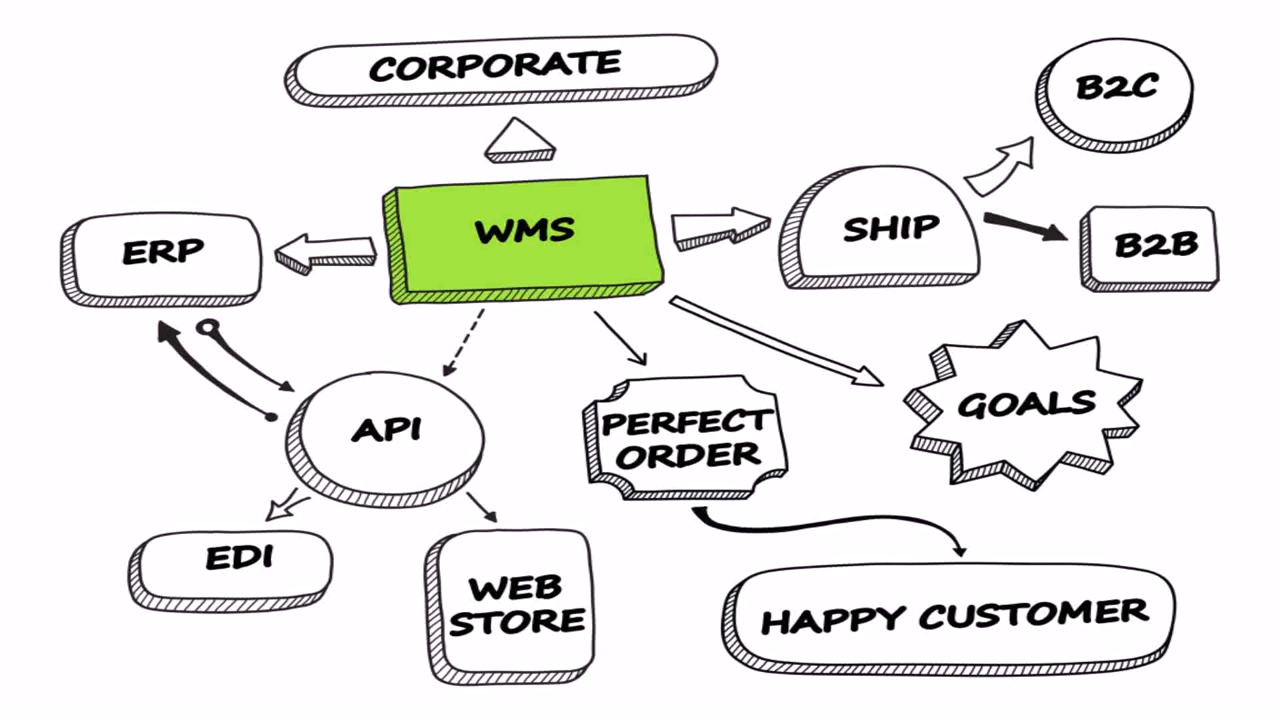 CORPORATE
B2C
WMS
SHIP
ERP
B2B
API
PERFECT
ORDER
GOALS
EDI
WEB
STORE
HAPPY CUSTOMER